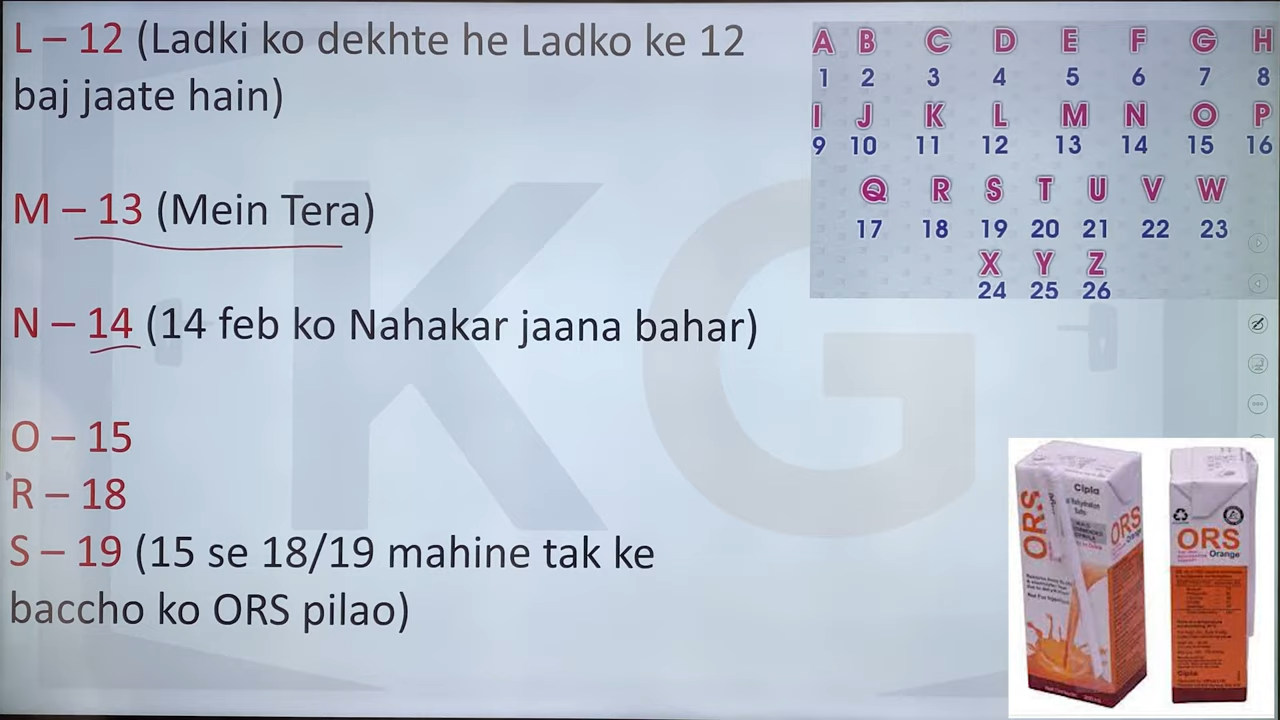 L – 12 (Ladki ko dekhte he Ladko ke 12
baj jaate hain)
M – 13 (Mein Tera)
N – 14 (14 feb ko Nahakar jaana bahar)
O – 15
R – 18
S – 19 (15 se 18/19 mahine tak ke
baccho ko ORS pilao)
A B C D E F G H
1 2 3 4 5 6 7 8
I J K L M N O P
9 10 11 12 13 14 15 16
Q R S T U V W
17 18 19 20 21 22 23
X Y Z
24 25 26
KG
Cipla
ORS
ORS
ORS
Orange
Cipla